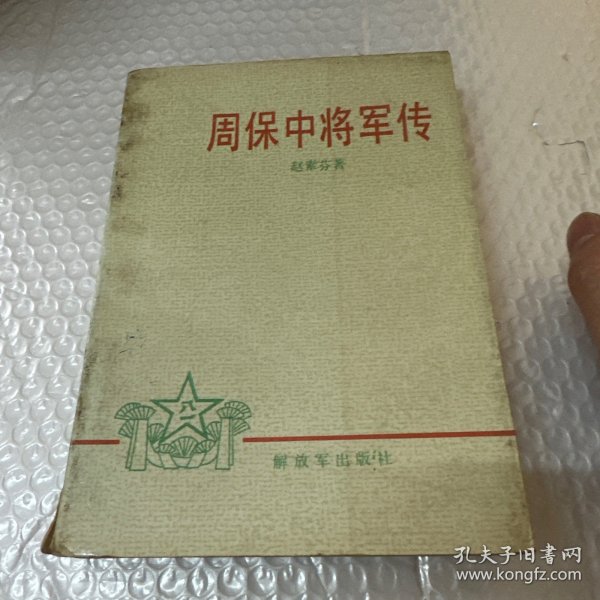 周保中将军传
赵素芬著
八一
解放军出版社
孔夫子旧书网
www.kongfz.com